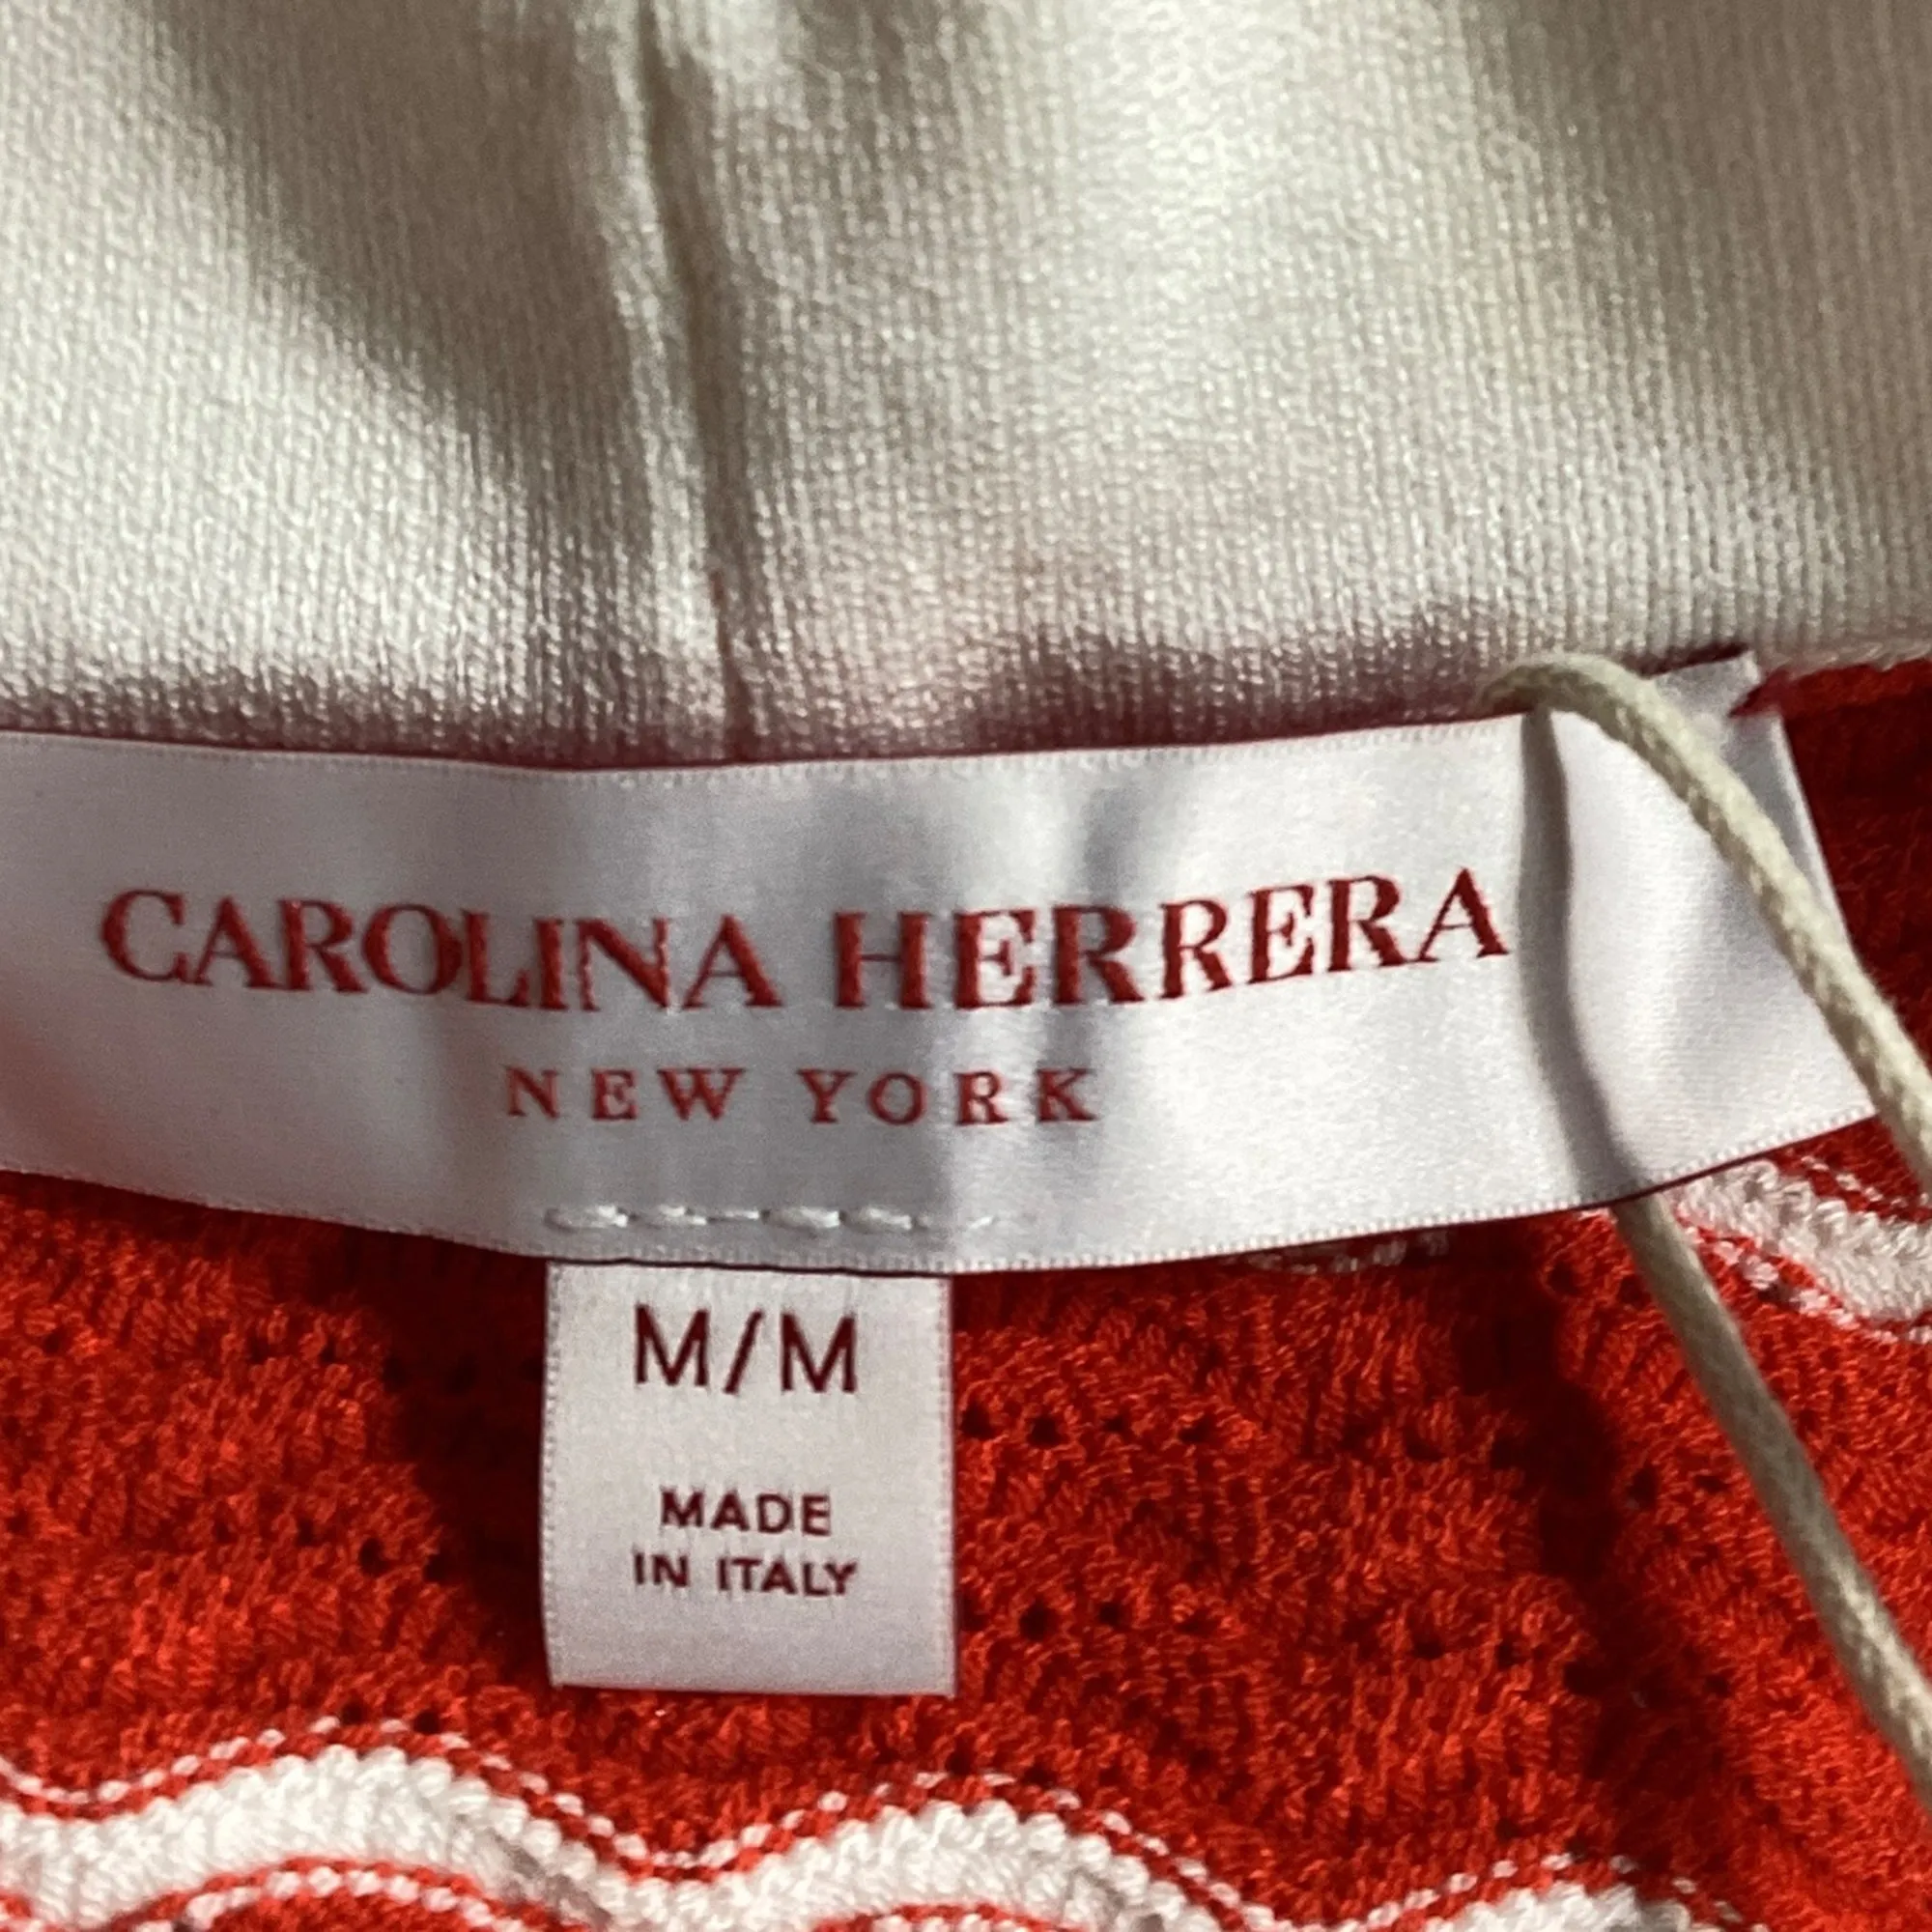 CAROLINA HERRERA
NEW YORK
M/M
MADE
IN ITALY